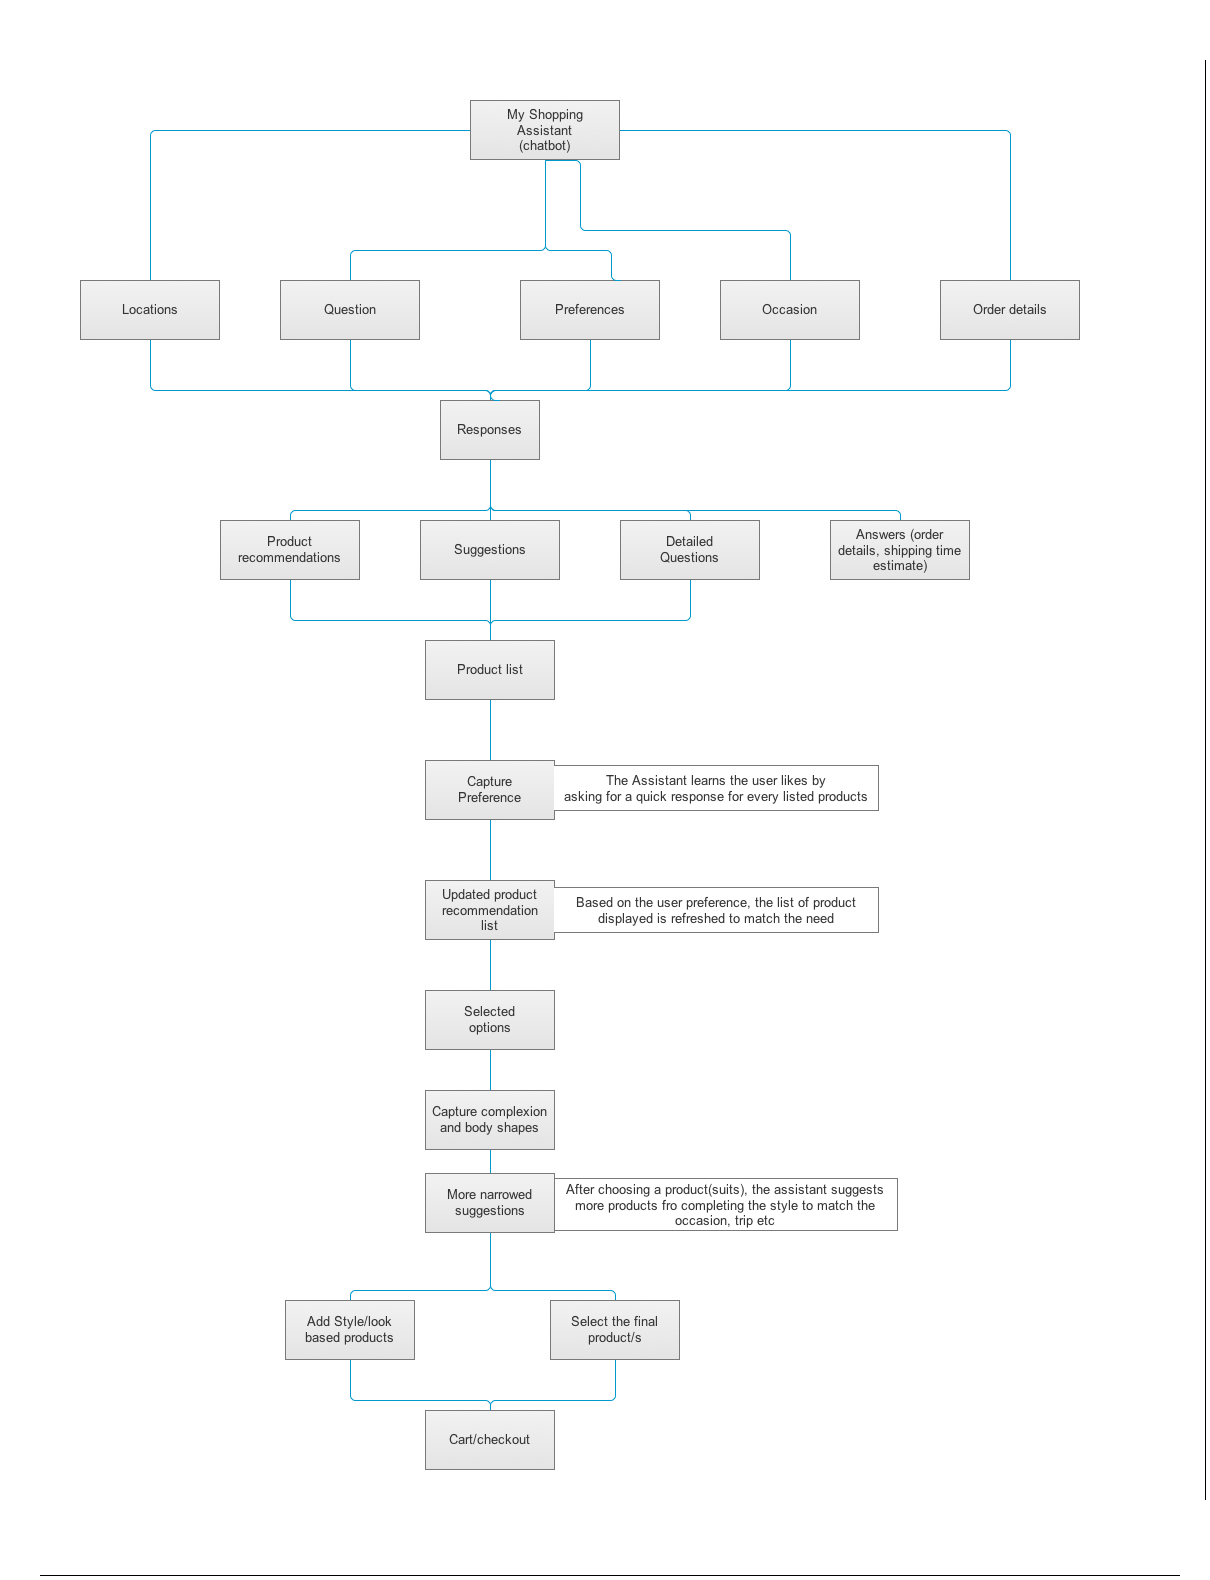 My Shopping
Assistant
(chatbot)
Locations
Question
Preferences
Occasion
Order details
Responses
Product
recommendations
Suggestions
Detailed
Questions
Answers (order
details, shipping time
estimate)
Product list
Capture
Preference
The Assistant learns the user likes by
asking for a quick response for every listed products
Updated product
recommendation
list
Based on the user preference, the list of product
displayed is refreshed to match the need
Selected
options
Capture complexion
and body shapes
More narrowed
suggestions
After choosing a product(suits), the assistant suggests
more products fro completing the style to match the
occasion, trip etc
Add Style/look
based products
Select the final
product/s
Cart/checkout